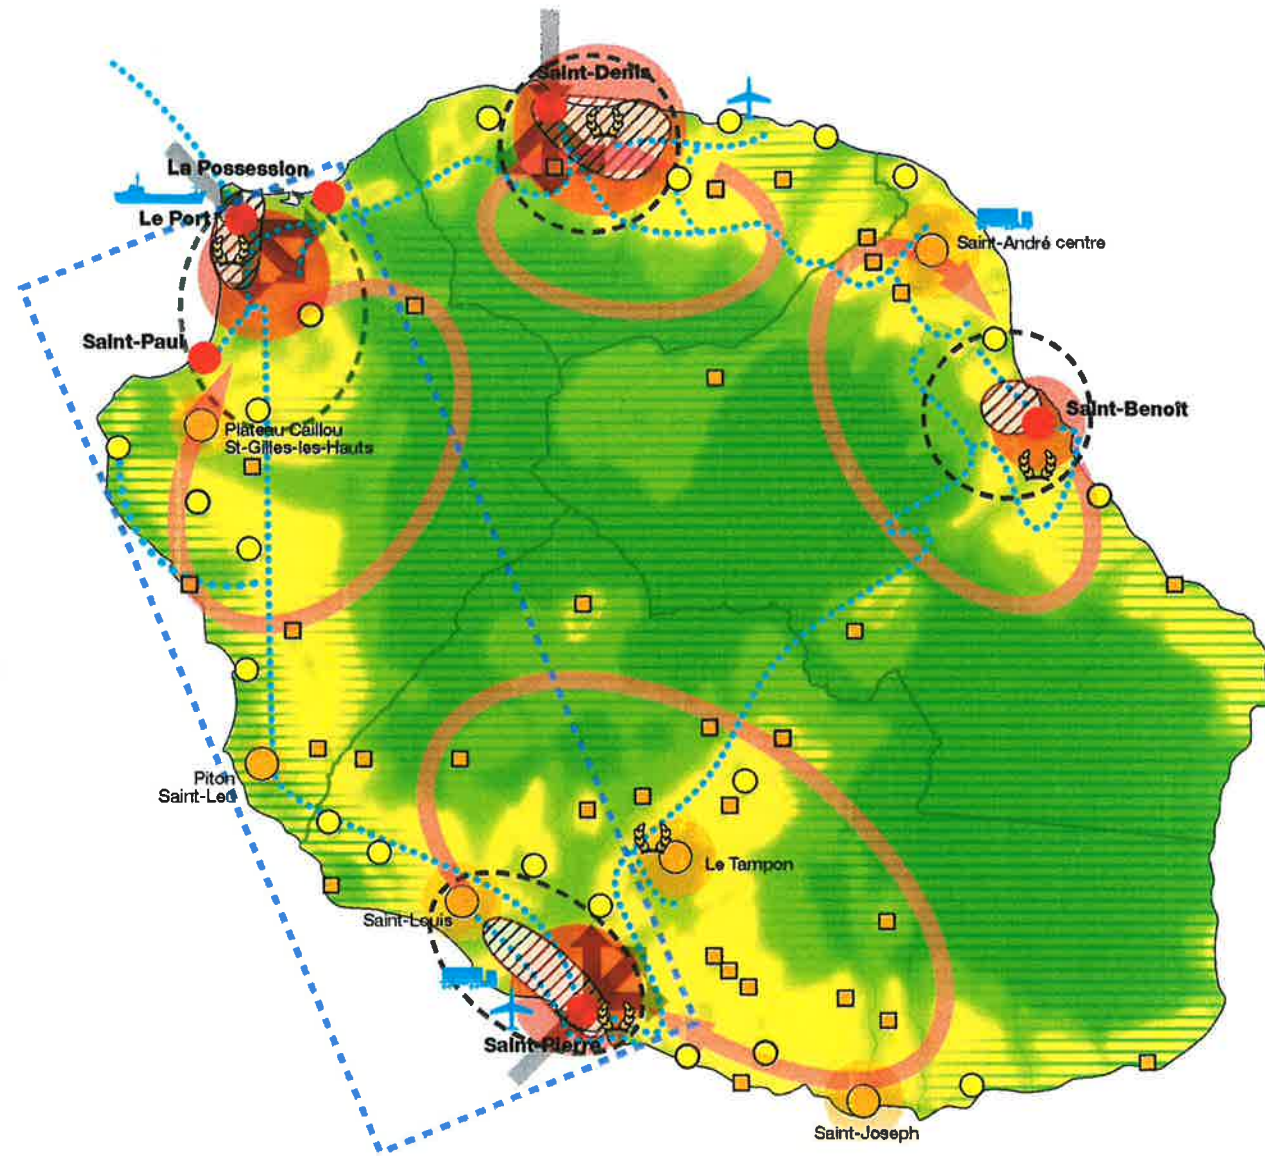 Saint-Denis
La Possession
Le Port
Saint-André centre
Saint-Paul
Saint-Benoît
Plateau Caillou
St-Gilles-les-Hauts
Piton
Saint-Leu
Le Tampon
Saint-Louis
Saint-Pierre
Saint-Joseph